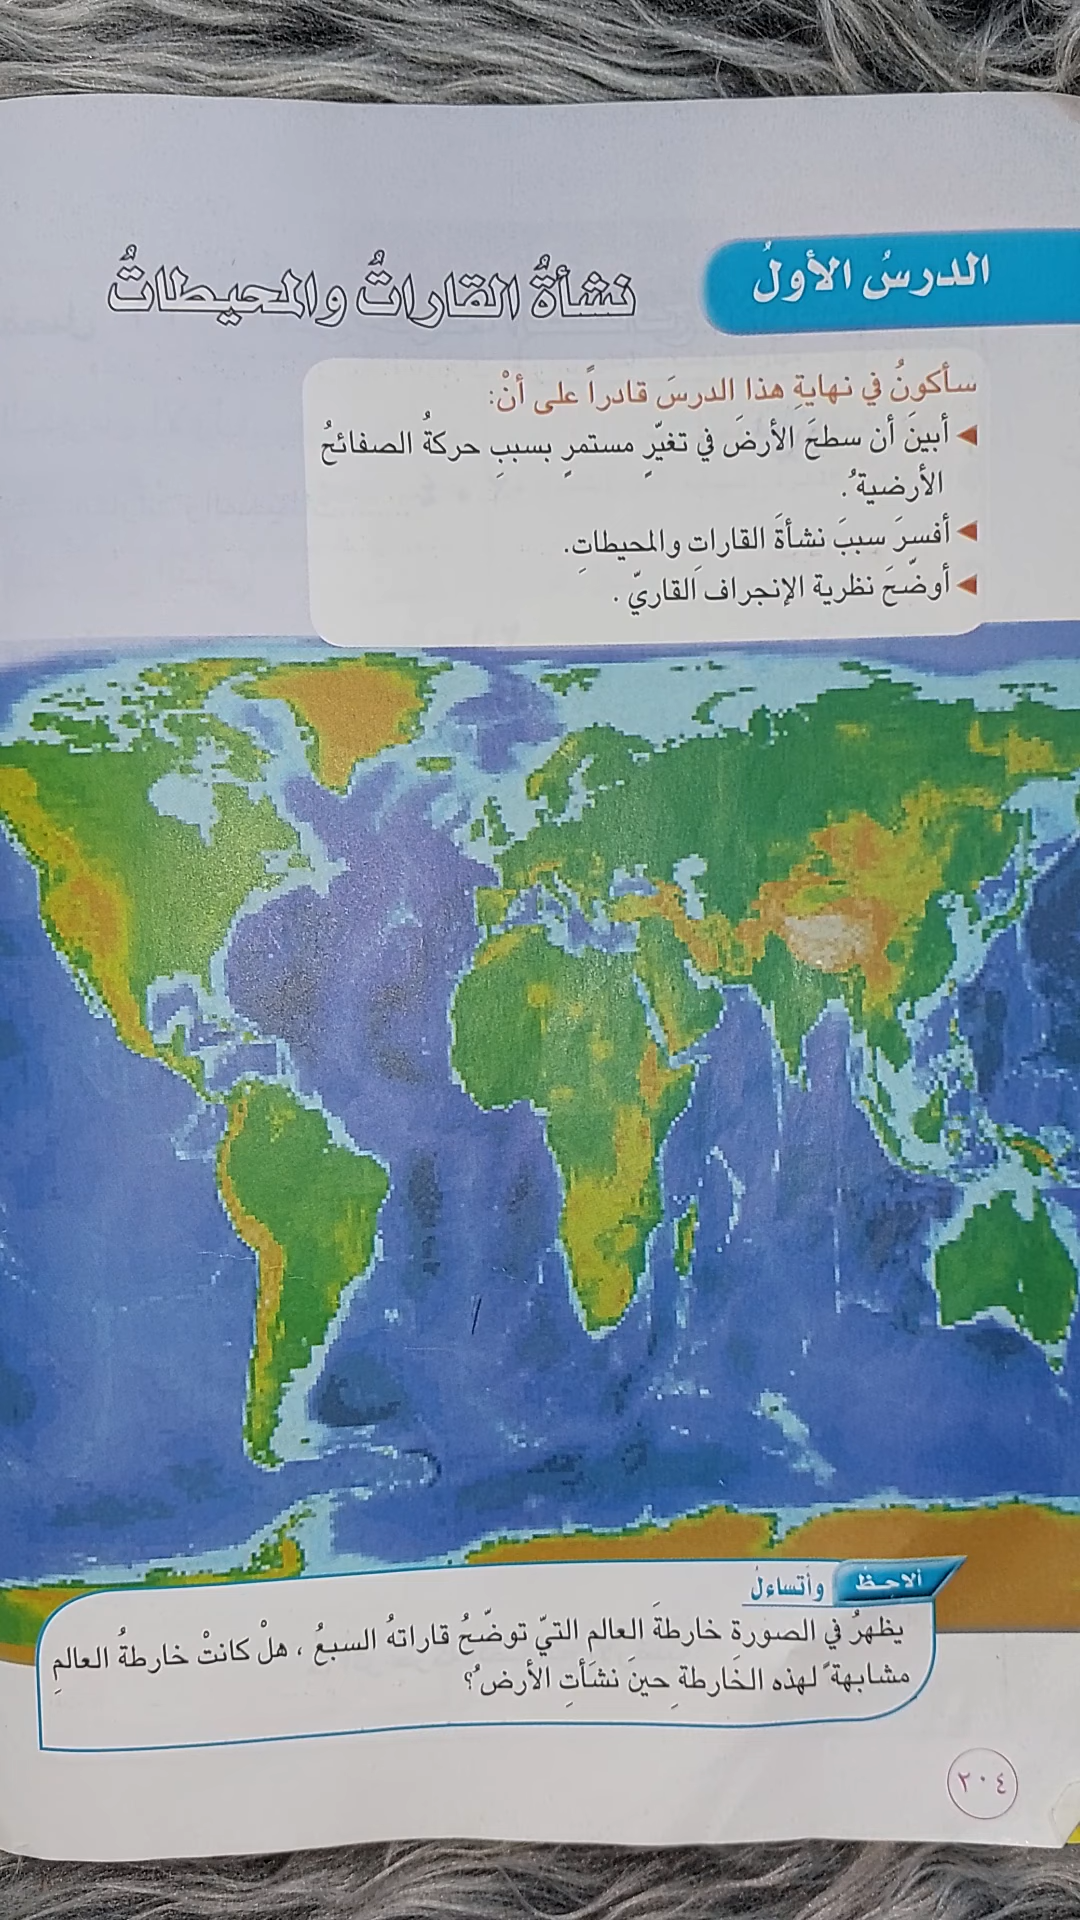 الدرسُ الأولُ
نشأةُ القاراتُ والمحيطاتُ
سأكونُ في نهايةِ هذا الدرسَ قادراً على أنْ:
أبينَ أن سطحَ الأرضَ في تغيّرٍ مستمرٍ بسببِ حركةُ الصفائحُ
الأرضيةُ.
أفسرَ سببَ نشأةَ القاراتِ والمحيطاتِ.
أوضّحَ نظرية الإنجراف القاريّ .
ألاحظ وأتساءلُ
يظهرُ في الصورة خارطةَ العالم التيّ توضّحُ قاراتهُ السبعُ ، هلْ كانتْ خارطةُ العالمِ
مشابهةً لهذه الخارطةِ حينَ نشأتِ الأرضُ؟
٢٠٤